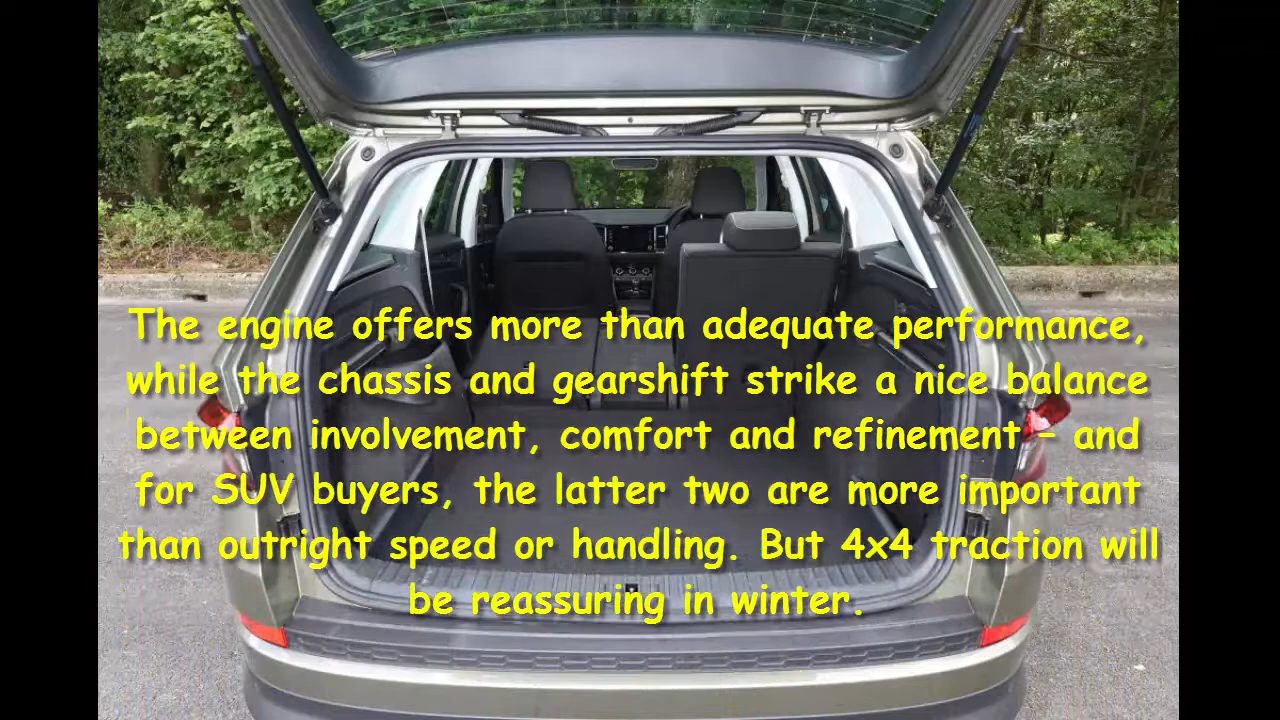 The engine offers more than adequate performance,
while the chassis and gearshift strike a nice balance
between involvement, comfort and refinement – and
for SUV buyers, the latter two are more important
than outright speed or handling. But 4x4 traction will
be reassuring in winter.